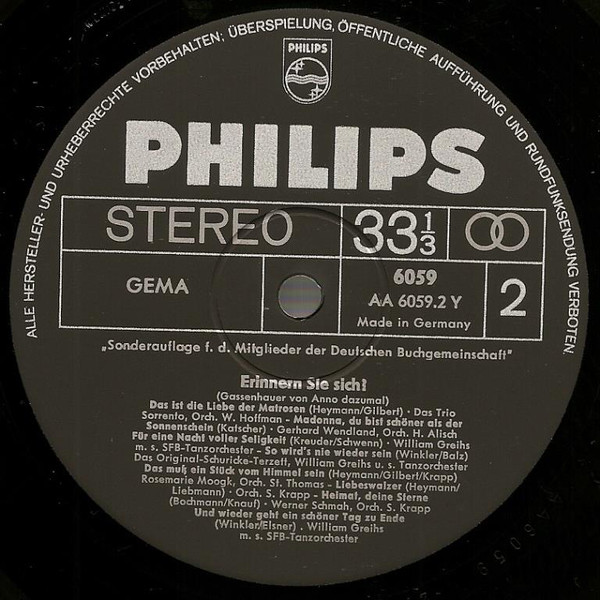 ALLE HERSTELLER- UND URHEBERRECHTE VORBEHALTEN; ÜBERSPIELUNG, ÖFFENTLICHE AUFFÜHRUNG UND RUNDFUNKSENDUNG VERBOTEN.
PHILIPS
PHILIPS
STEREO 33 1/3
GEMA
6059
AA 6059.2 Y
Made in Germany
2
„Sonderauflage f. d. Mitglieder der Deutschen Buchgemeinschaft"
Erinnern Sie sich?
(Gassenhauer von Anno dazumal)
Das ist die Liebe der Matrosen (Heymann/Gilbert) · Das Trio
Sorrento, Orch. W. Hoffman - Madonna, du bist schöner als der
Sonnenschein (Katscher) · Gerhard Wendland, Orch. H. Alisch
Für eine Nacht voller Seligkeit (Kreuder/Schwenn) · William Greihs
m. s. SFB-Tanzorchester - So wird's nie wieder sein (Winkler/Balz)
Das Original-Schuricke-Terzett, William Greihs u. s. Tanzorchester
Das muß ein Stück vom Himmel sein (Heymann/Gilbert/Krapp)
Rosemarie Moogk, Orch. St. Thomas - Liebeswalzer (Heymann/
Liebmann) · Orch. S. Krapp - Heimat, deine Sterne
(Bochmann/Knauf) · Werner Schmah, Orch. S. Krapp
Und wieder geht ein schöner Tag zu Ende
(Winkler/Elsner) . William Greihs
m. s. SFB-Tanzorchester